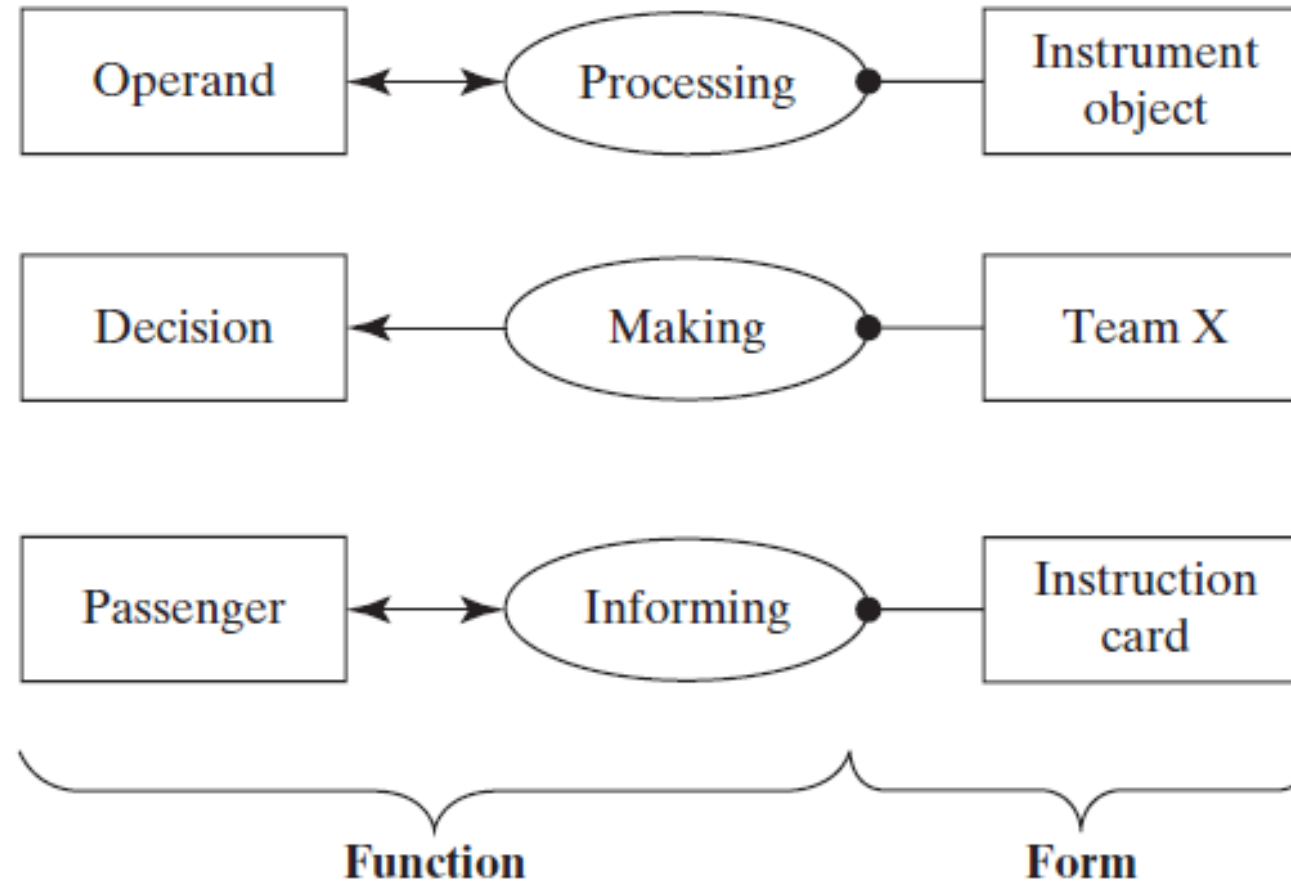 Operand
Processing
Instrument
object
Decision
Making
Team X
Passenger
Informing
Instruction
card
Function
Form